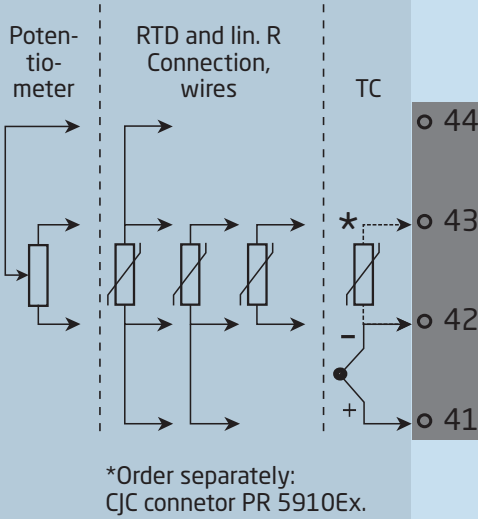 Poten-
tio-
meter
RTD and lin. R
Connection,
wires
TC
44
*
43
42
−
+
41
*Order separately:
CJC connetor PR 5910Ex.